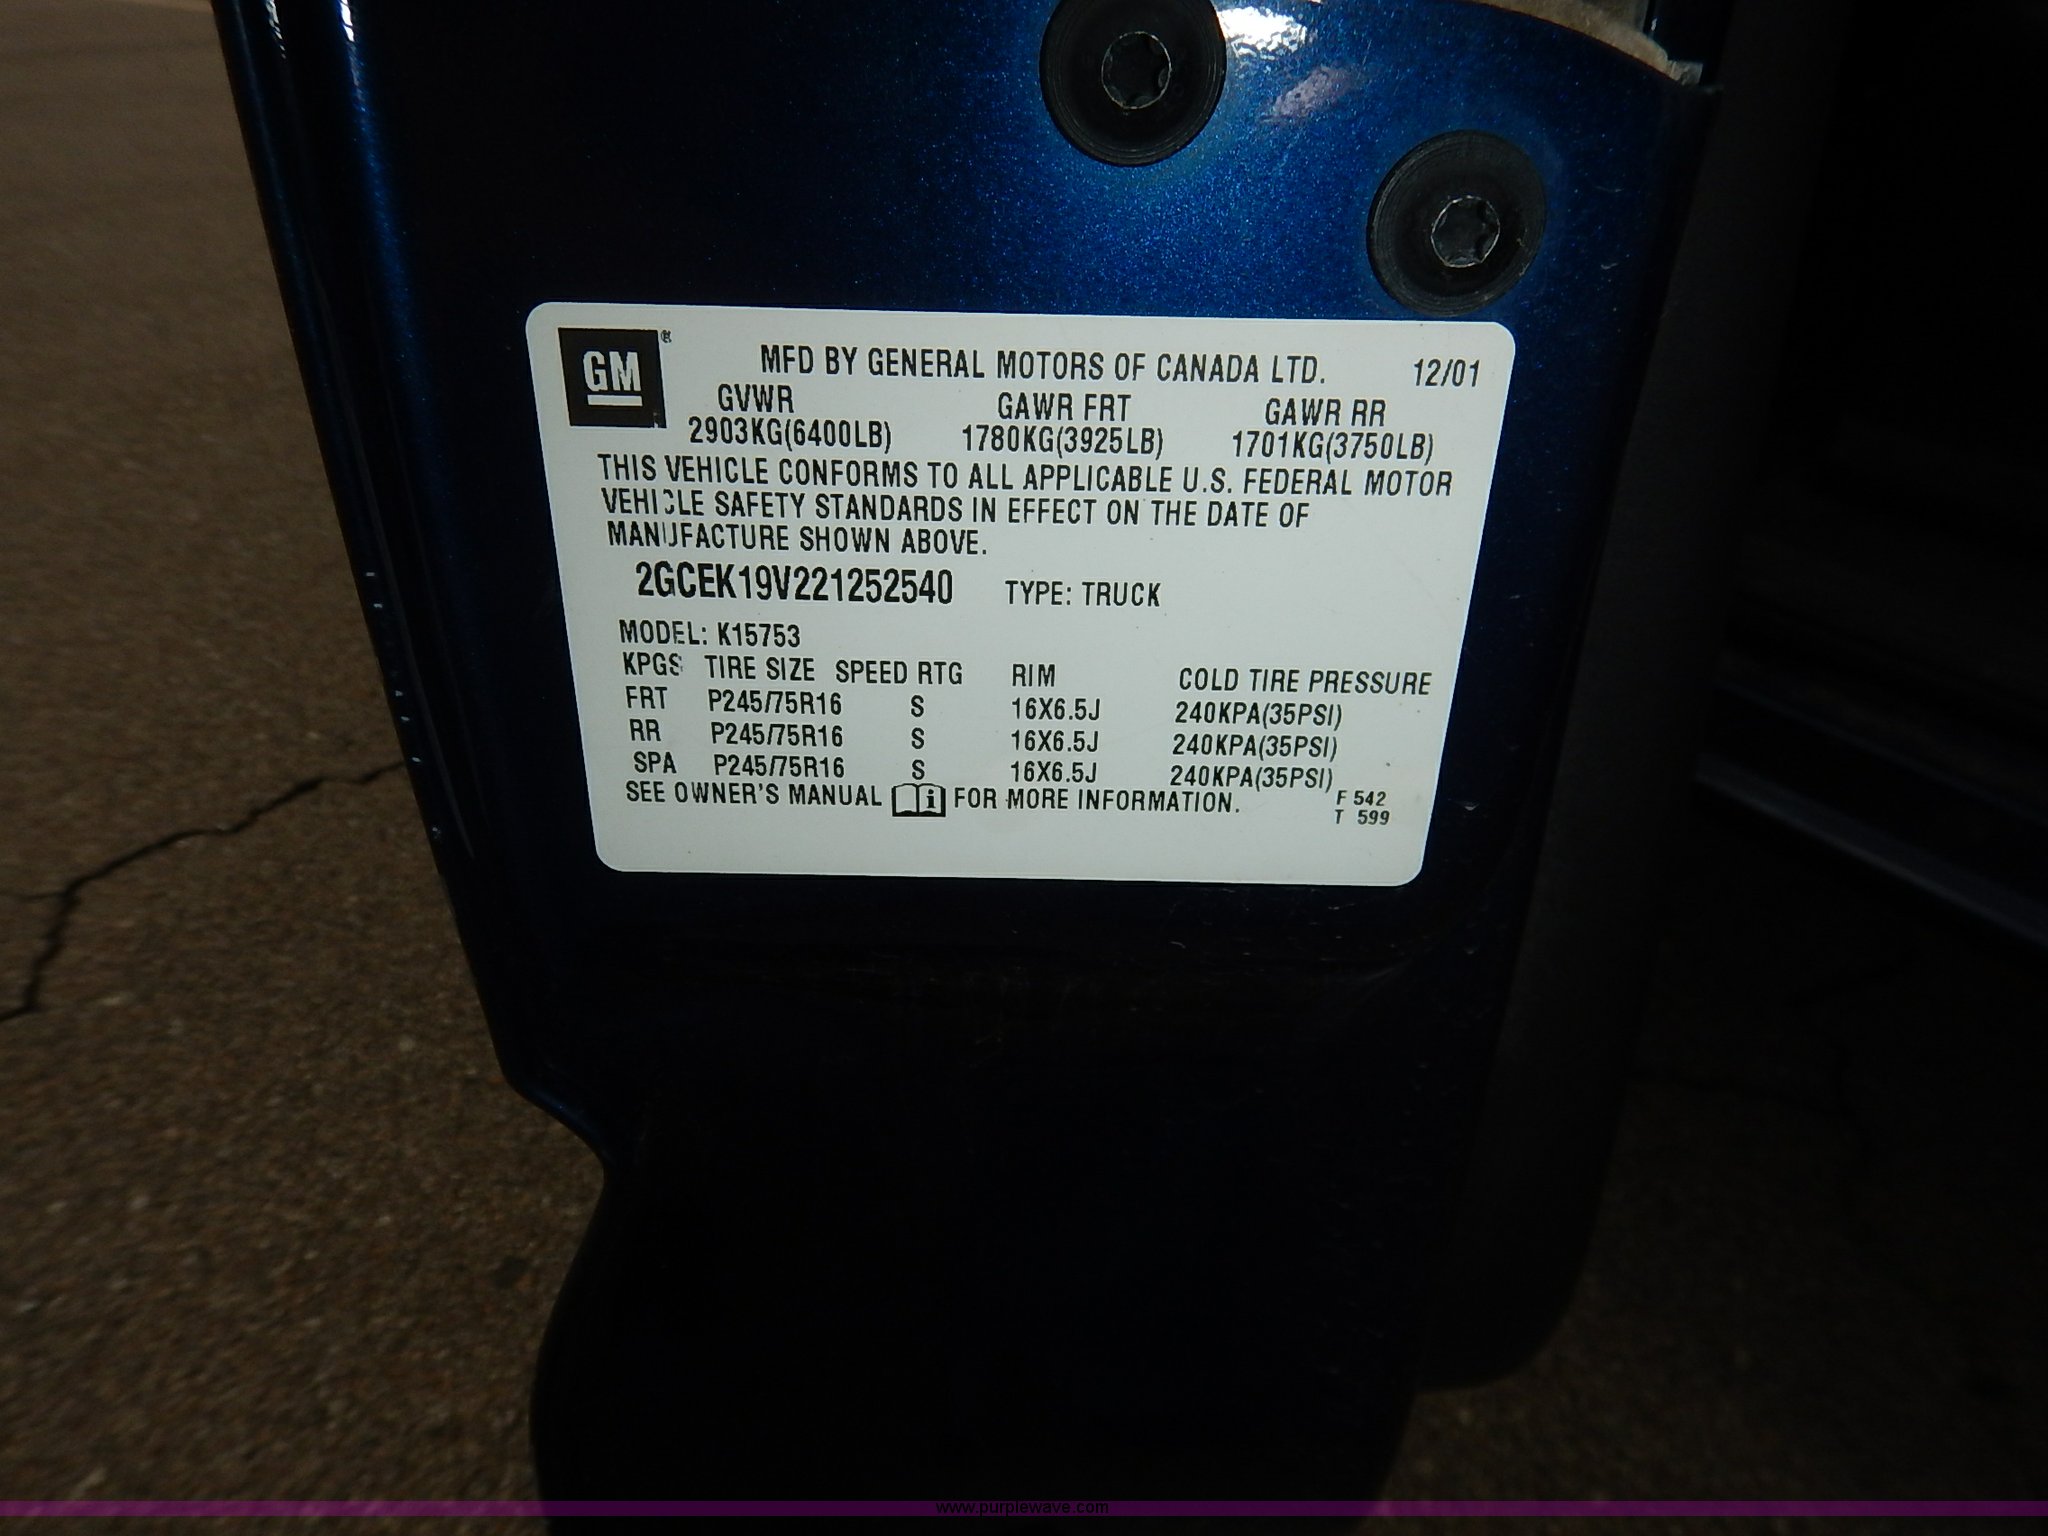 GM ®
MFD BY GENERAL MOTORS OF CANADA LTD. 12/01
GVWR GAWR FRT GAWR RR
2903KG(6400LB) 1780KG(3925LB) 1701KG(3750LB)
THIS VEHICLE CONFORMS TO ALL APPLICABLE U.S. FEDERAL MOTOR
VEHICLE SAFETY STANDARDS IN EFFECT ON THE DATE OF
MANUFACTURE SHOWN ABOVE.
2GCEK19V221252540 TYPE: TRUCK
MODEL: K15753
KPGS TIRE SIZE SPEED RTG RIM COLD TIRE PRESSURE
FRT P245/75R16 S 16X6.5J 240KPA(35PSI)
RR P245/75R16 S 16X6.5J 240KPA(35PSI)
SPA P245/75R16 S 16X6.5J 240KPA(35PSI)
SEE OWNER'S MANUAL i FOR MORE INFORMATION. F 542
T 599
www.purplewave.com